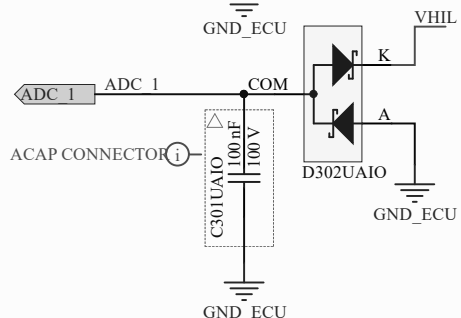 GND_ECU
VHIL
K
ADC_1
ADC_1
COM
A
ACAP CONNECTOR
i
C301UAIO
100 nF
100 V
D302UAIO
GND_ECU
GND_ECU